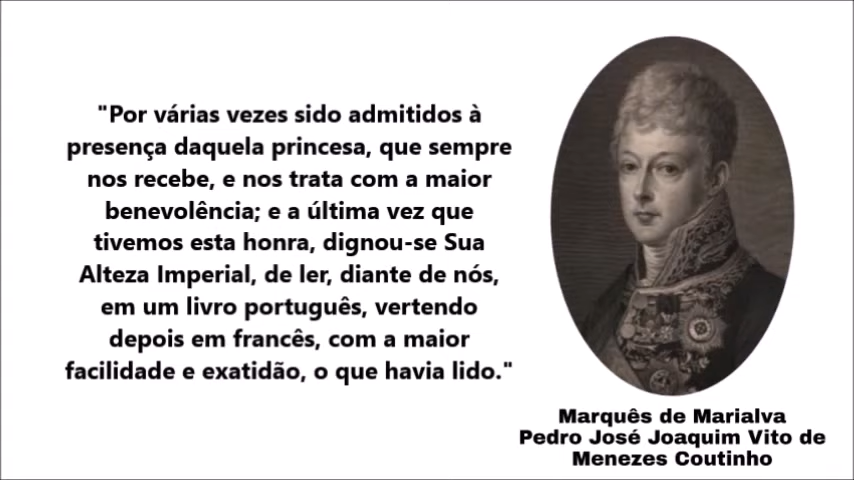 "Por várias vezes sido admitidos à
presença daquela princesa, que sempre
nos recebe, e nos trata com a maior
benevolência; e a última vez que
tivemos esta honra, dignou-se Sua
Alteza Imperial, de ler, diante de nós,
em um livro português, vertendo
depois em francês, com a maior
facilidade e exatidão, o que havia lido."
Marquês de Marialva
Pedro José Joaquim Vito de
Menezes Coutinho